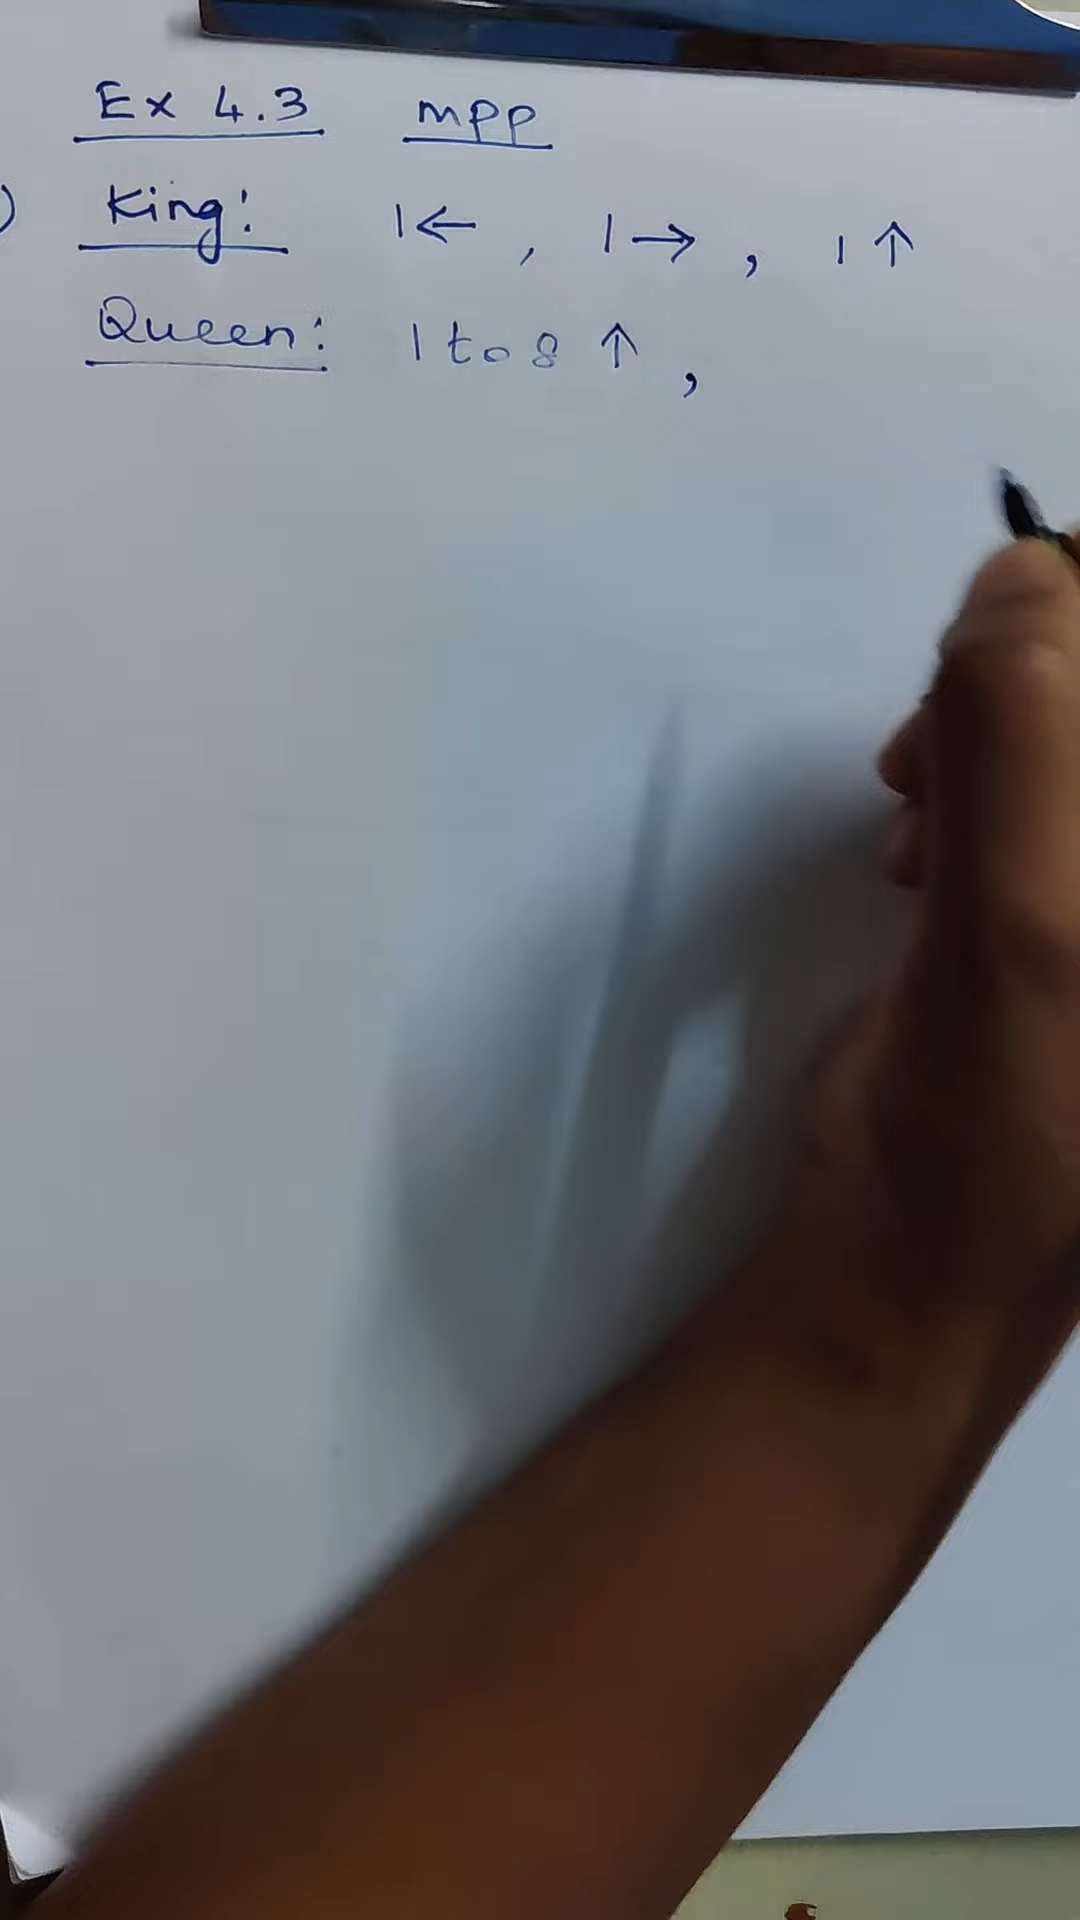 Ex 4.3 mpp
) King: 1 ← , 1 → , 1 ↑
Queen: 1 to 8 ↑ ,